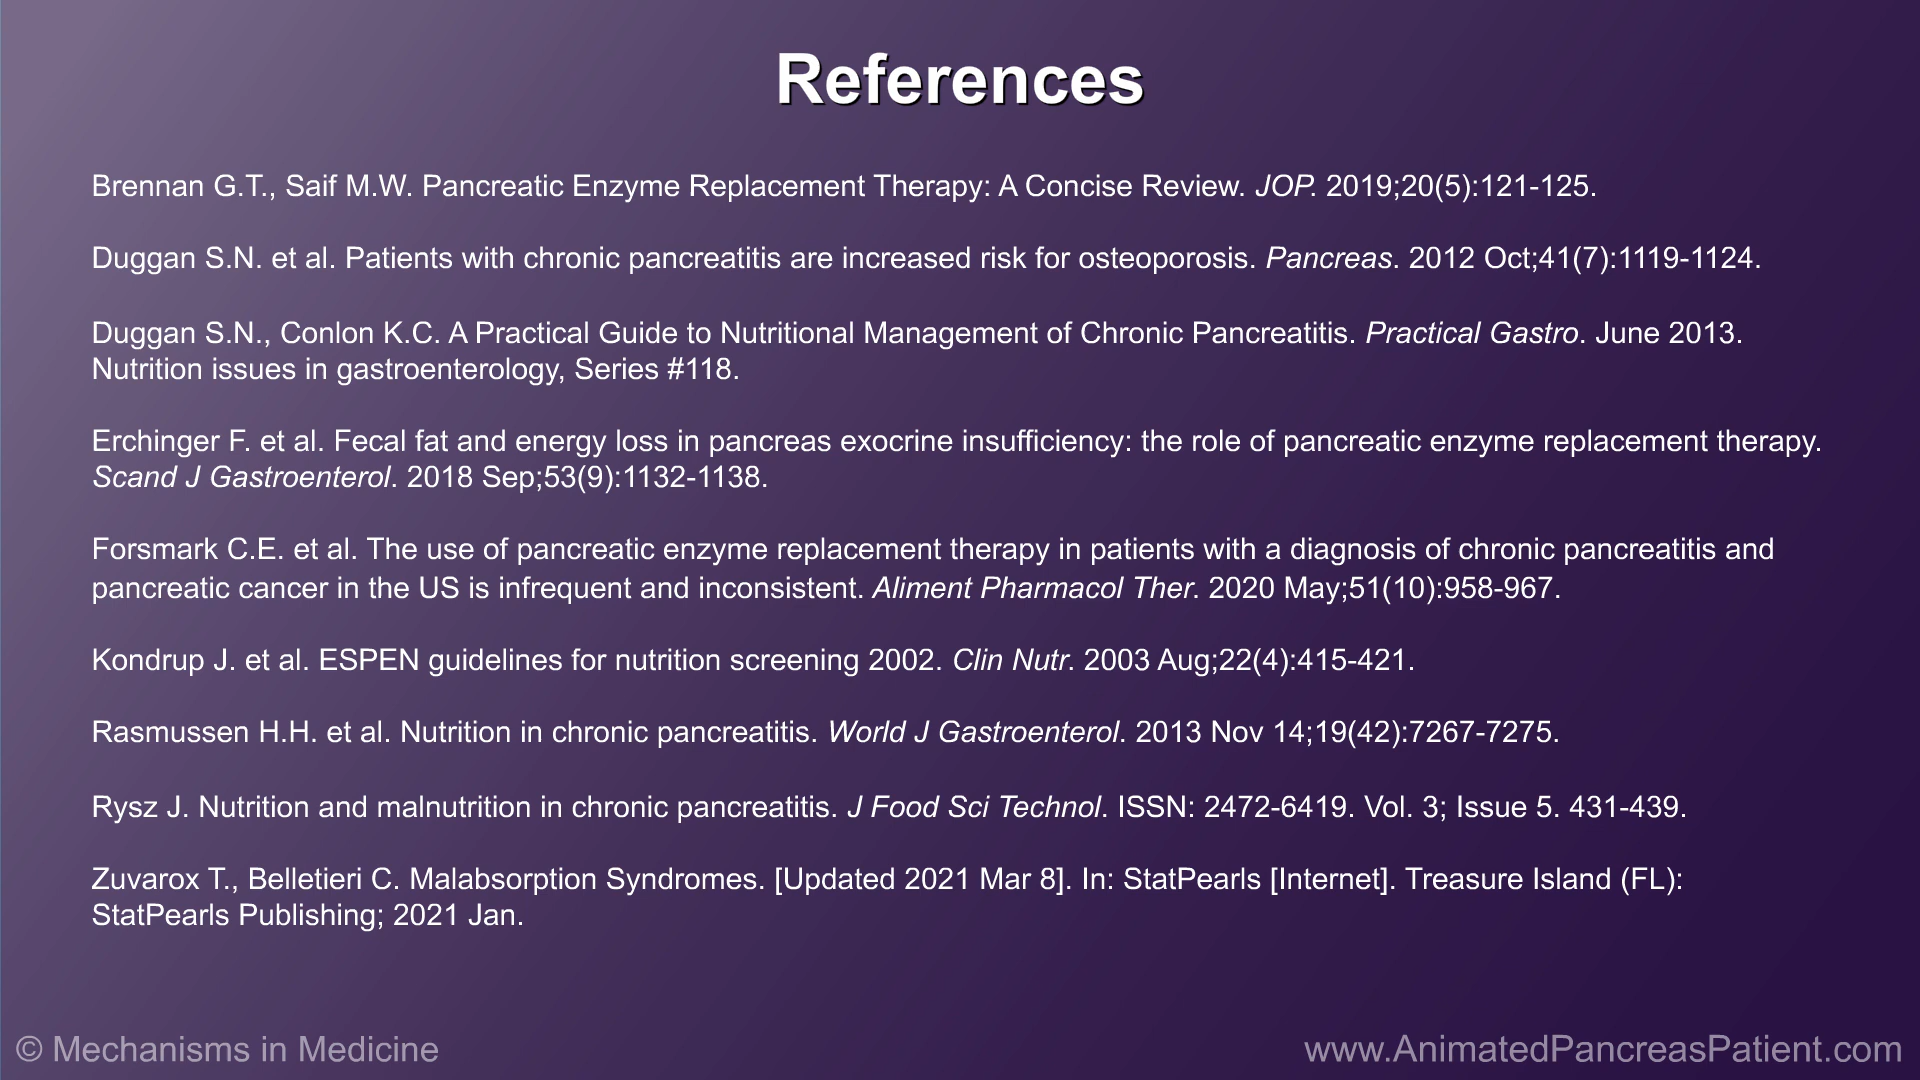 References
Brennan G.T., Saif M.W. Pancreatic Enzyme Replacement Therapy: A Concise Review. JOP. 2019;20(5):121-125.
Duggan S.N. et al. Patients with chronic pancreatitis are increased risk for osteoporosis. Pancreas. 2012 Oct;41(7):1119-1124.
Duggan S.N., Conlon K.C. A Practical Guide to Nutritional Management of Chronic Pancreatitis. Practical Gastro. June 2013.
Nutrition issues in gastroenterology, Series #118.
Erchinger F. et al. Fecal fat and energy loss in pancreas exocrine insufficiency: the role of pancreatic enzyme replacement therapy.
Scand J Gastroenterol. 2018 Sep;53(9):1132-1138.
Forsmark C.E. et al. The use of pancreatic enzyme replacement therapy in patients with a diagnosis of chronic pancreatitis and
pancreatic cancer in the US is infrequent and inconsistent. Aliment Pharmacol Ther. 2020 May;51(10):958-967.
Kondrup J. et al. ESPEN guidelines for nutrition screening 2002. Clin Nutr. 2003 Aug;22(4):415-421.
Rasmussen H.H. et al. Nutrition in chronic pancreatitis. World J Gastroenterol. 2013 Nov 14;19(42):7267-7275.
Rysz J. Nutrition and malnutrition in chronic pancreatitis. J Food Sci Technol. ISSN: 2472-6419. Vol. 3; Issue 5. 431-439.
Zuvarox T., Belletieri C. Malabsorption Syndromes. [Updated 2021 Mar 8]. In: StatPearls [Internet]. Treasure Island (FL):
StatPearls Publishing; 2021 Jan.
© Mechanisms in Medicine
www.AnimatedPancreasPatient.com